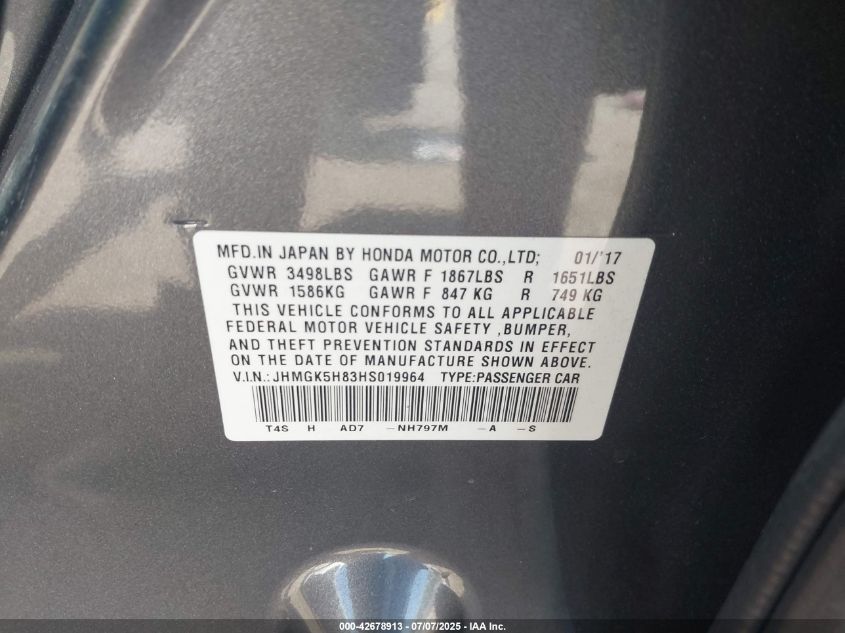 MFD.IN JAPAN BY HONDA MOTOR CO.,LTD; 01/'17
GVWR 3498LBS GAWR F 1867LBS R 1651LBS
GVWR 1586KG GAWR F 847 KG R 749 KG
THIS VEHICLE CONFORMS TO ALL APPLICABLE
FEDERAL MOTOR VEHICLE SAFETY ,BUMPER,
AND THEFT PREVENTION STANDARDS IN EFFECT
ON THE DATE OF MANUFACTURE SHOWN ABOVE.
V.I.N.: JHMGK5H83HS019964 TYPE:PASSENGER CAR
T4S H AD7 -NH797M -A -S
000-42678913 - 07/07/2025 - IAA Inc.